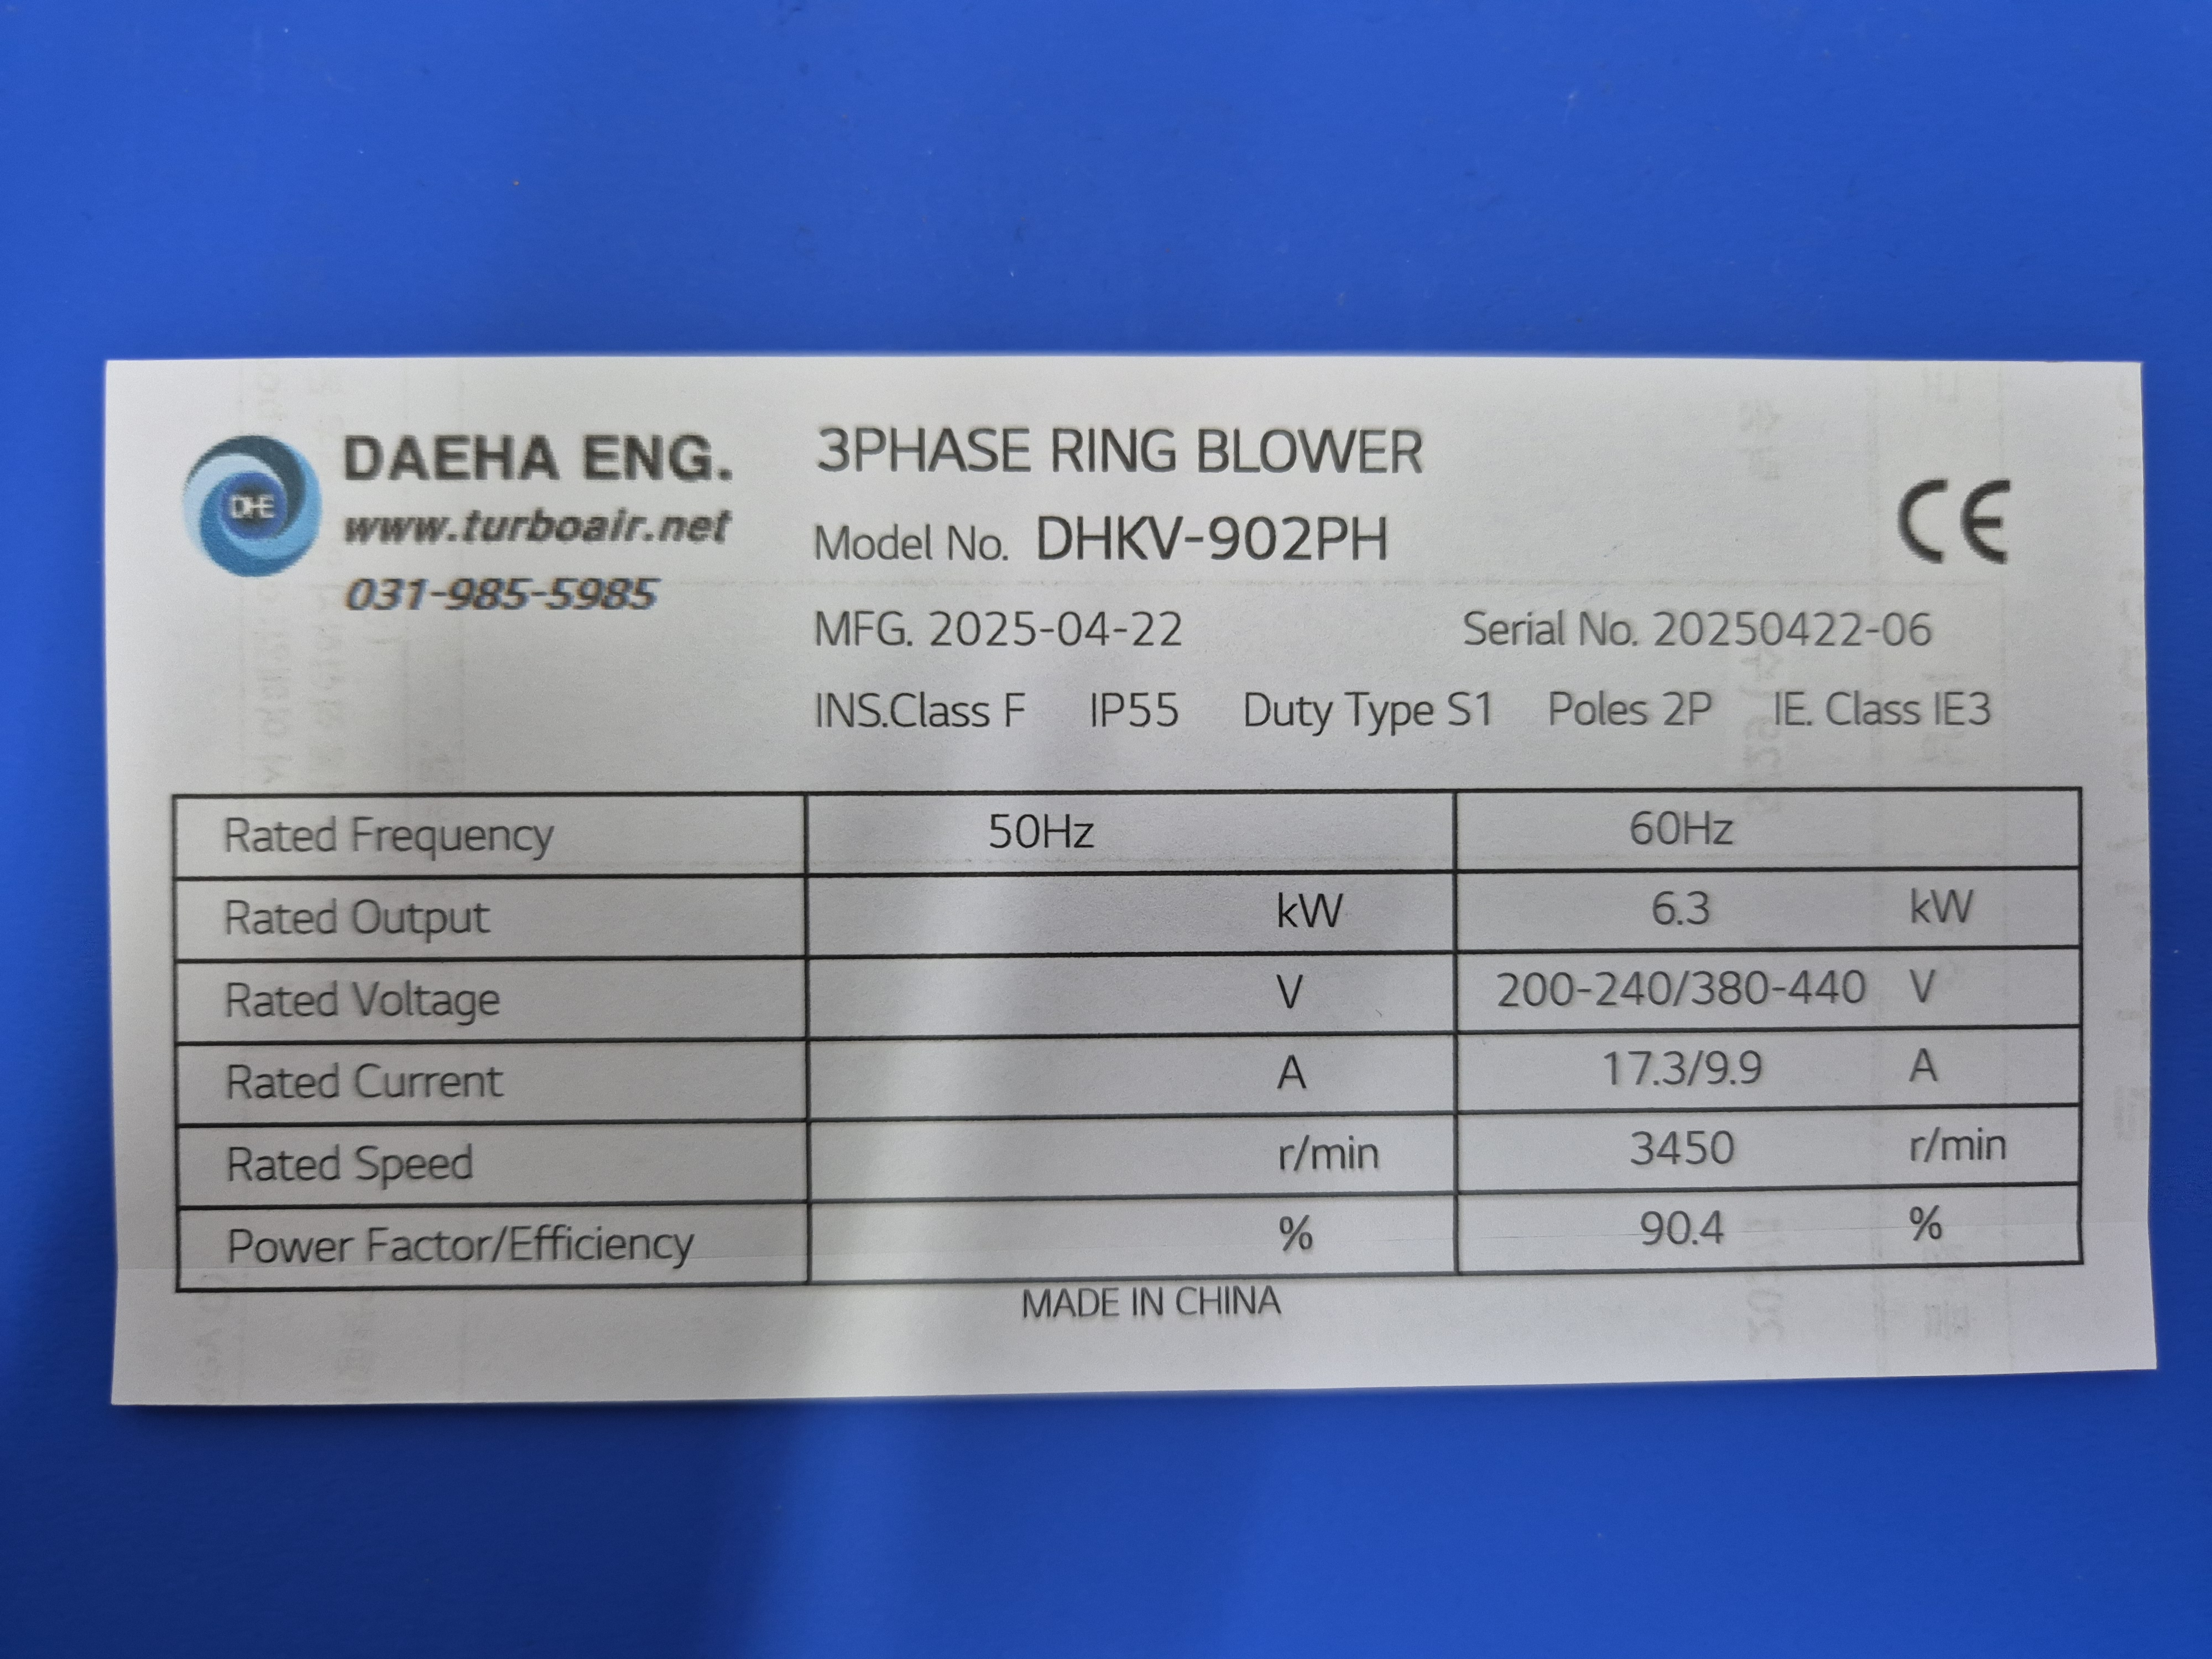 DHE
DAEHA ENG.
www.turboair.net
031-985-5985
3PHASE RING BLOWER
Model No. DHKV-902PH
CE
MFG. 2025-04-22 Serial No. 20250422-06
INS.Class F IP55 Duty Type S1 Poles 2P IE. Class IE3
Rated Frequency 50Hz 60Hz
Rated Output kW 6.3 kW
Rated Voltage V 200-240/380-440 V
Rated Current A 17.3/9.9 A
Rated Speed r/min 3450 r/min
Power Factor/Efficiency % 90.4 %
MADE IN CHINA